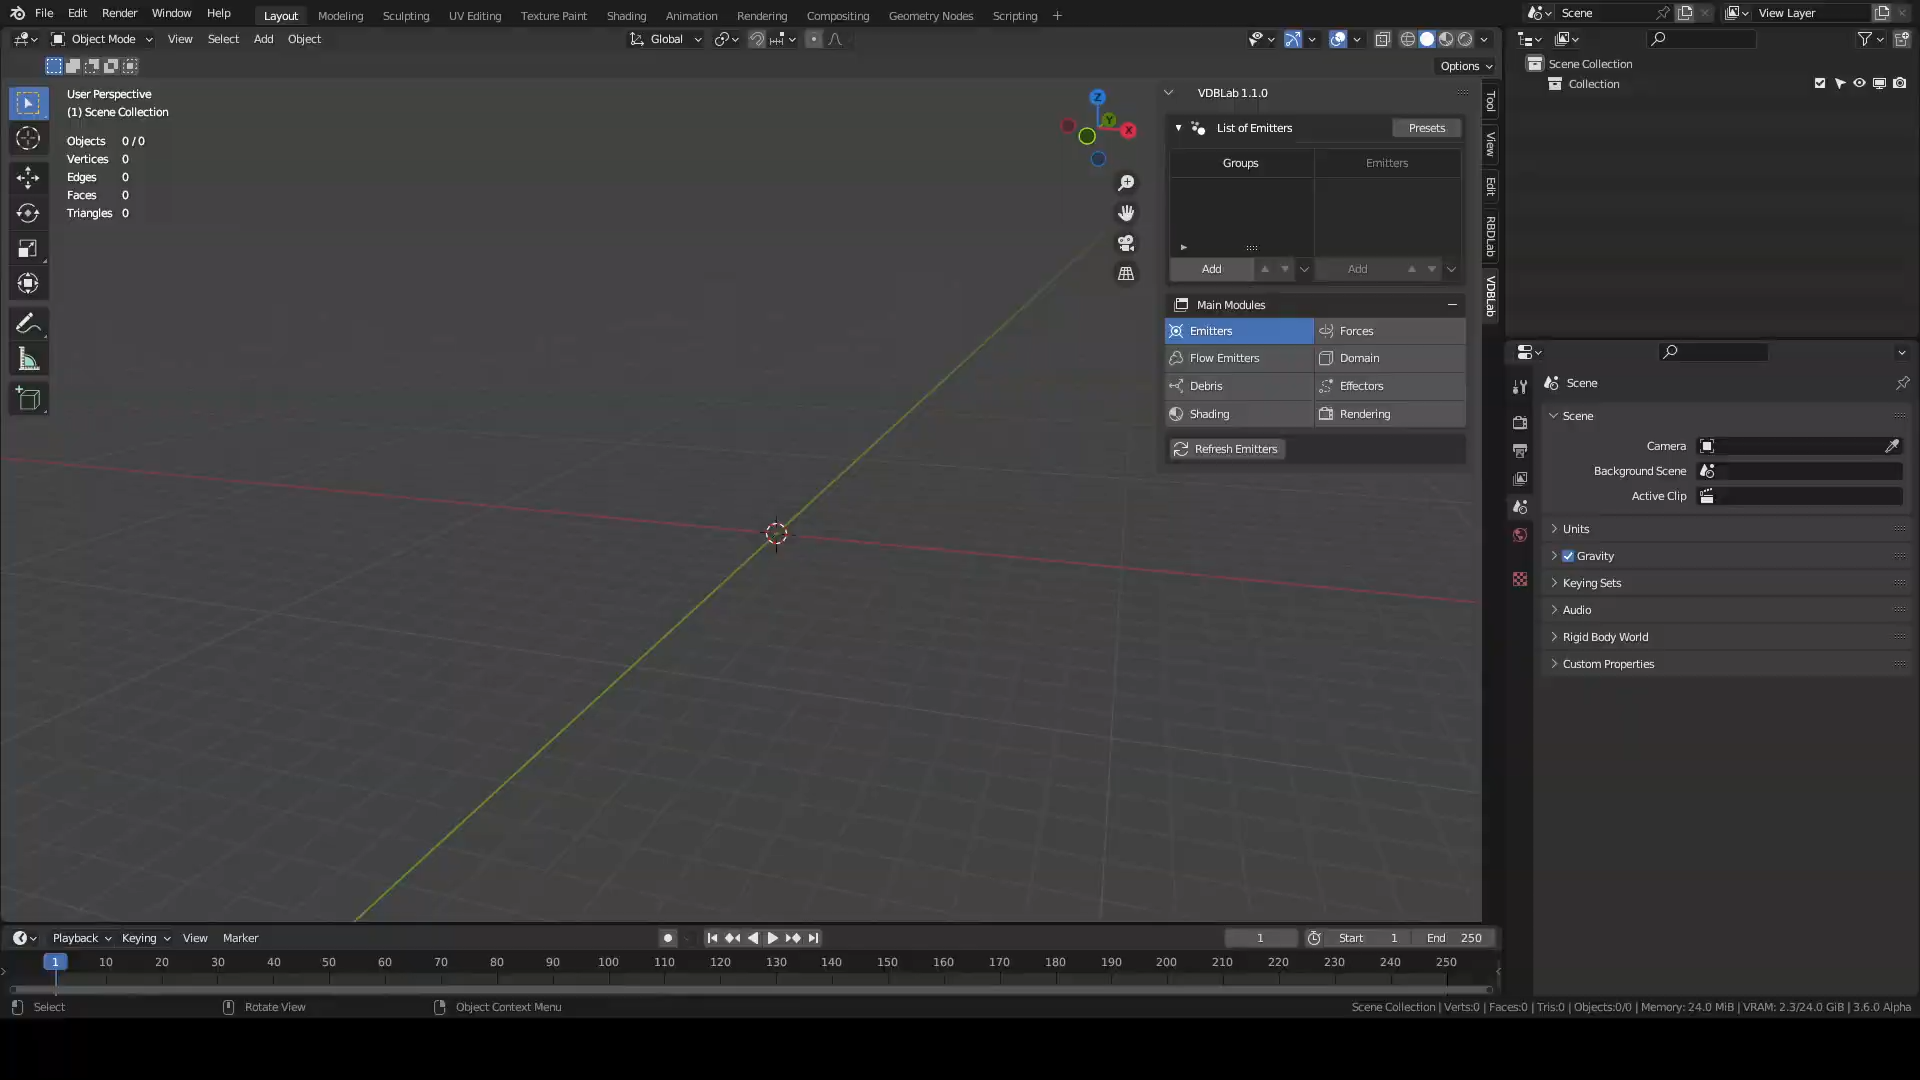 File Edit Render Window Help
Layout Modeling Sculpting UV Editing Texture Paint Shading Animation Rendering Compositing Geometry Nodes Scripting +
Scene
View Layer
Object Mode View Select Add Object
Global
Options
User Perspective
(1) Scene Collection
Objects 0 / 0
Vertices 0
Edges 0
Faces 0
Triangles 0
Z
Y
X
VDBLab 1.1.0
List of Emitters Presets
Groups Emitters
Add Add
Main Modules
Emitters Forces
Flow Emitters Domain
Debris Effectors
Shading Rendering
Refresh Emitters
Tool
View
Edit
RBDLab
VDBLab
Scene Collection
Collection
Scene
Scene
Camera
Background Scene
Active Clip
Units
Gravity
Keying Sets
Audio
Rigid Body World
Custom Properties
Playback Keying View Marker
1 Start 1 End 250
1 10 20 30 40 50 60 70 80 90 100 110 120 130 140 150 160 170 180 190 200 210 220 230 240 250
Select Rotate View Object Context Menu
Scene Collection | Verts:0 | Faces:0 | Tris:0 | Objects:0/0 | Memory: 24.0 MiB | VRAM: 2.3/24.0 GiB | 3.6.0 Alpha